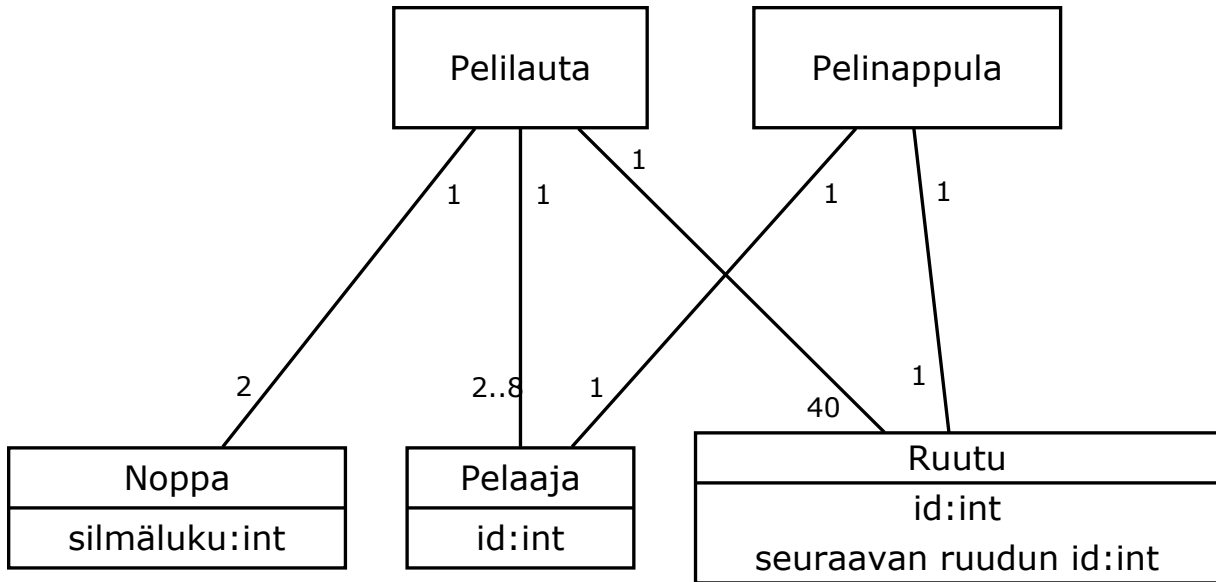 Pelilauta
Pelinappula
1
1
1
1
1
2
2..8
1
40
1
Noppa
silmäluku:int
Pelaaja
id:int
Ruutu
id:int
seuraavan ruudun id:int